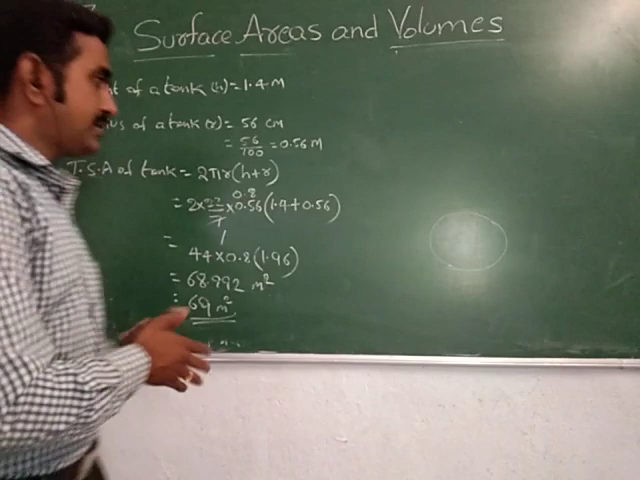 Surface Areas and Volumes
t of a tank (h) = 1.4 M
us of a tank (r) = 56 CM
= 56/100 = 0.56 M
T.S.A of tank = 2πr(h+r)
0.8
= 2×22/7×0.56(1.4+0.56)
1
= 44×0.8(1.96)
= 68.992 m²
= 69 m²